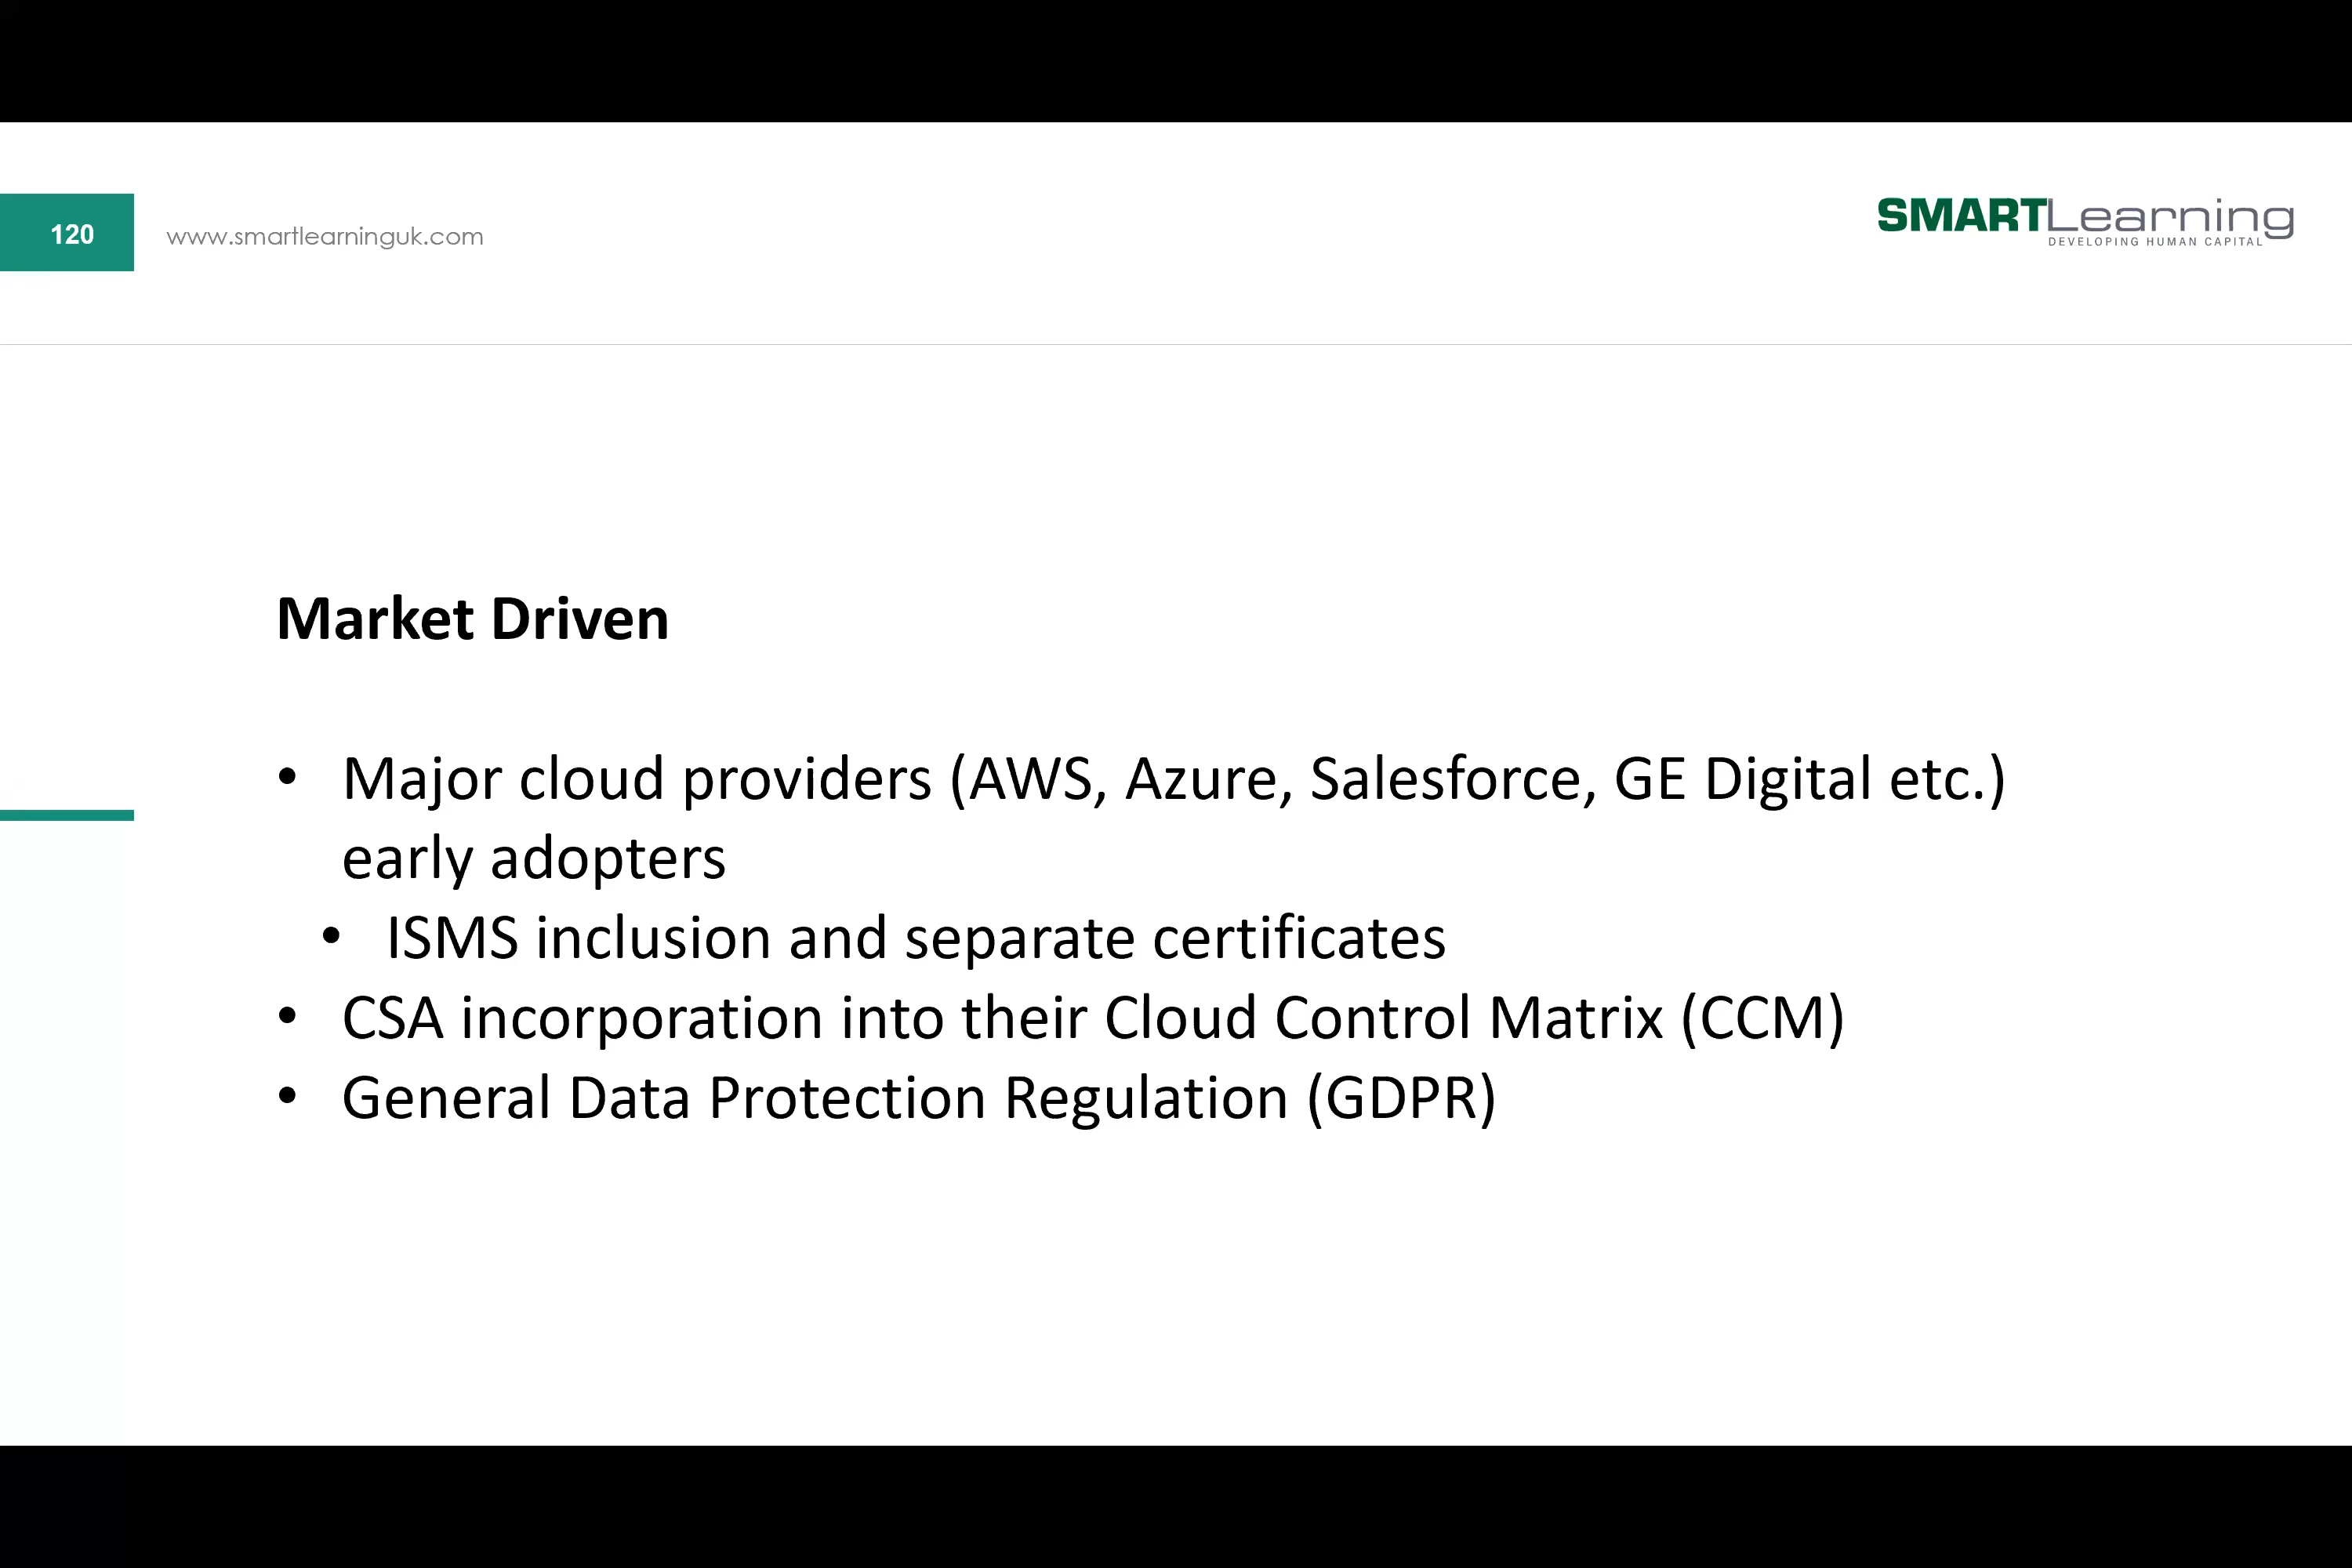 120
www.smartlearninguk.com
SMARTLearning
DEVELOPING HUMAN CAPITAL
Market Driven
• Major cloud providers (AWS, Azure, Salesforce, GE Digital etc.)
early adopters
• ISMS inclusion and separate certificates
• CSA incorporation into their Cloud Control Matrix (CCM)
• General Data Protection Regulation (GDPR)